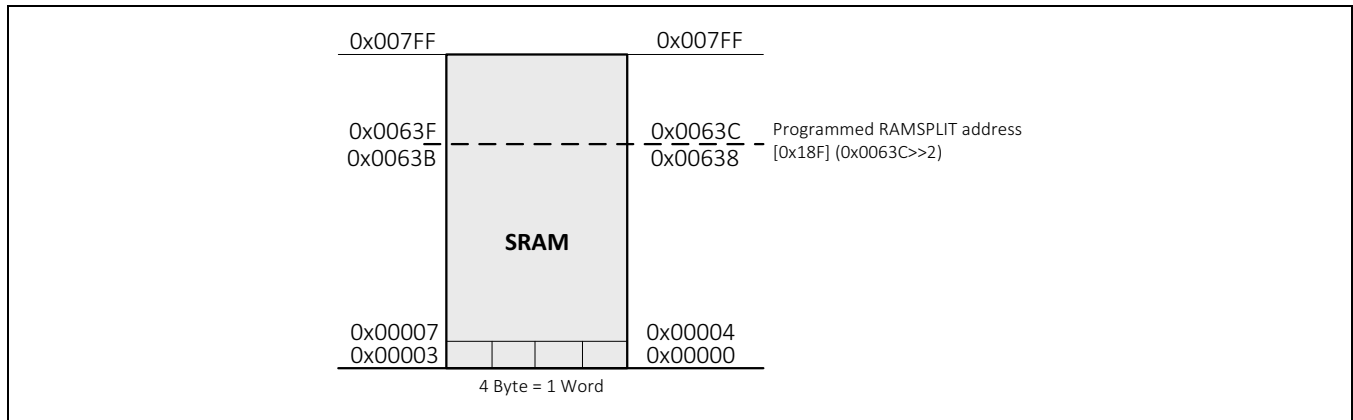 0x007FF 0x007FF
0x0063F 0x0063C Programmed RAMSPLIT address
0x0063B 0x00638 [0x18F] (0x0063C>>2)
SRAM
0x00007 0x00004
0x00003 0x00000
4 Byte = 1 Word